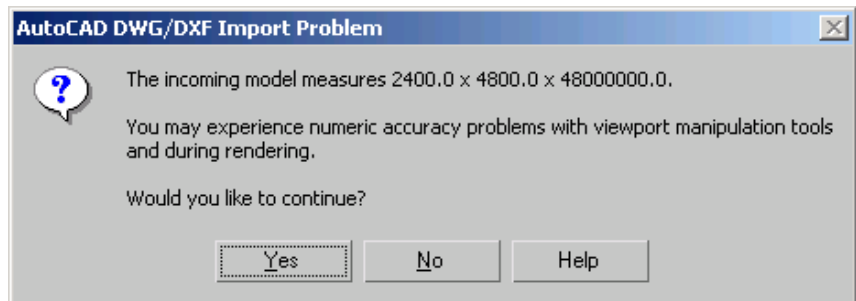 AutoCAD DWG/DXF Import Problem
The incoming model measures 2400.0 x 4800.0 x 48000000.0.
You may experience numeric accuracy problems with viewport manipulation tools
and during rendering.
Would you like to continue?
Yes
No
Help